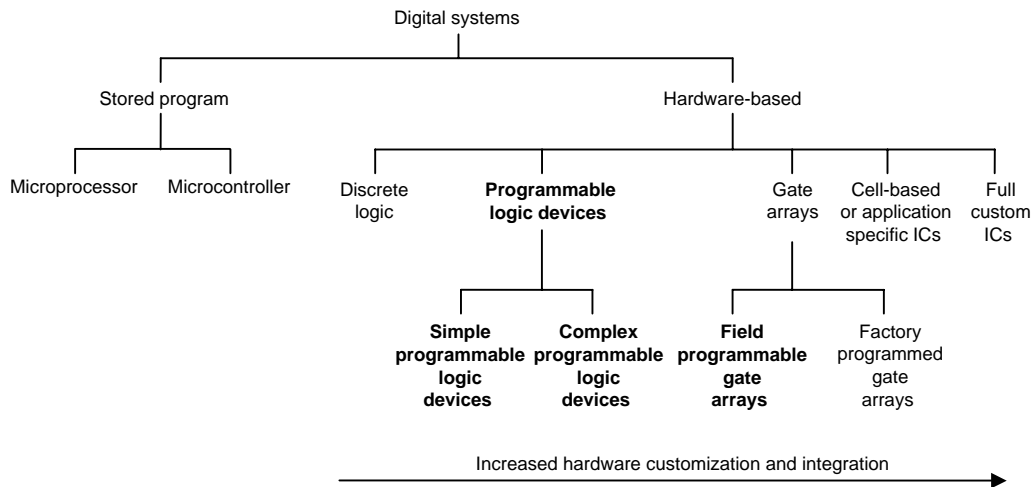 Digital systems
Stored program
Hardware-based
Microprocessor
Microcontroller
Discrete
logic
Programmable
logic devices
Gate
arrays
Cell-based
or application
specific ICs
Full
custom
ICs
Simple
programmable
logic
devices
Complex
programmable
logic
devices
Field
programmable
gate
arrays
Factory
programmed
gate
arrays
Increased hardware customization and integration